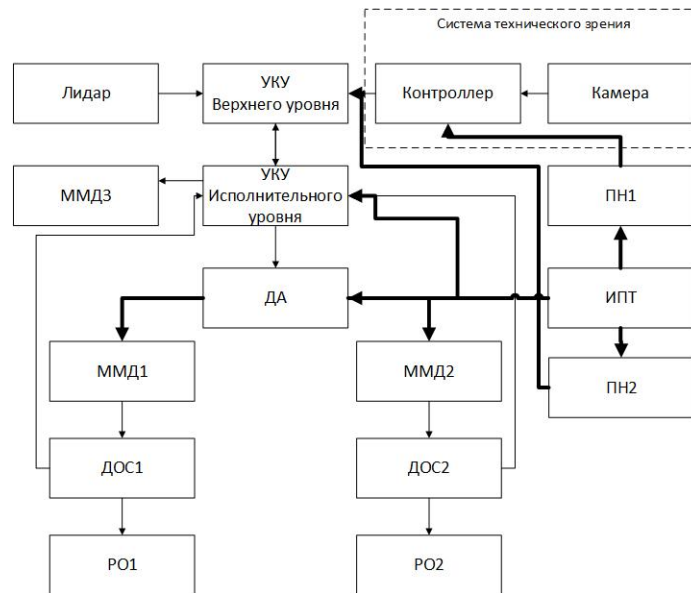 Система технического зрения
Лидар
УКУ
Верхнего уровня
Контроллер
Камера
ММД3
УКУ
Исполнительного
уровня
ПН1
ДА
ИПТ
ММД1
ММД2
ПН2
ДОС1
ДОС2
РО1
РО2